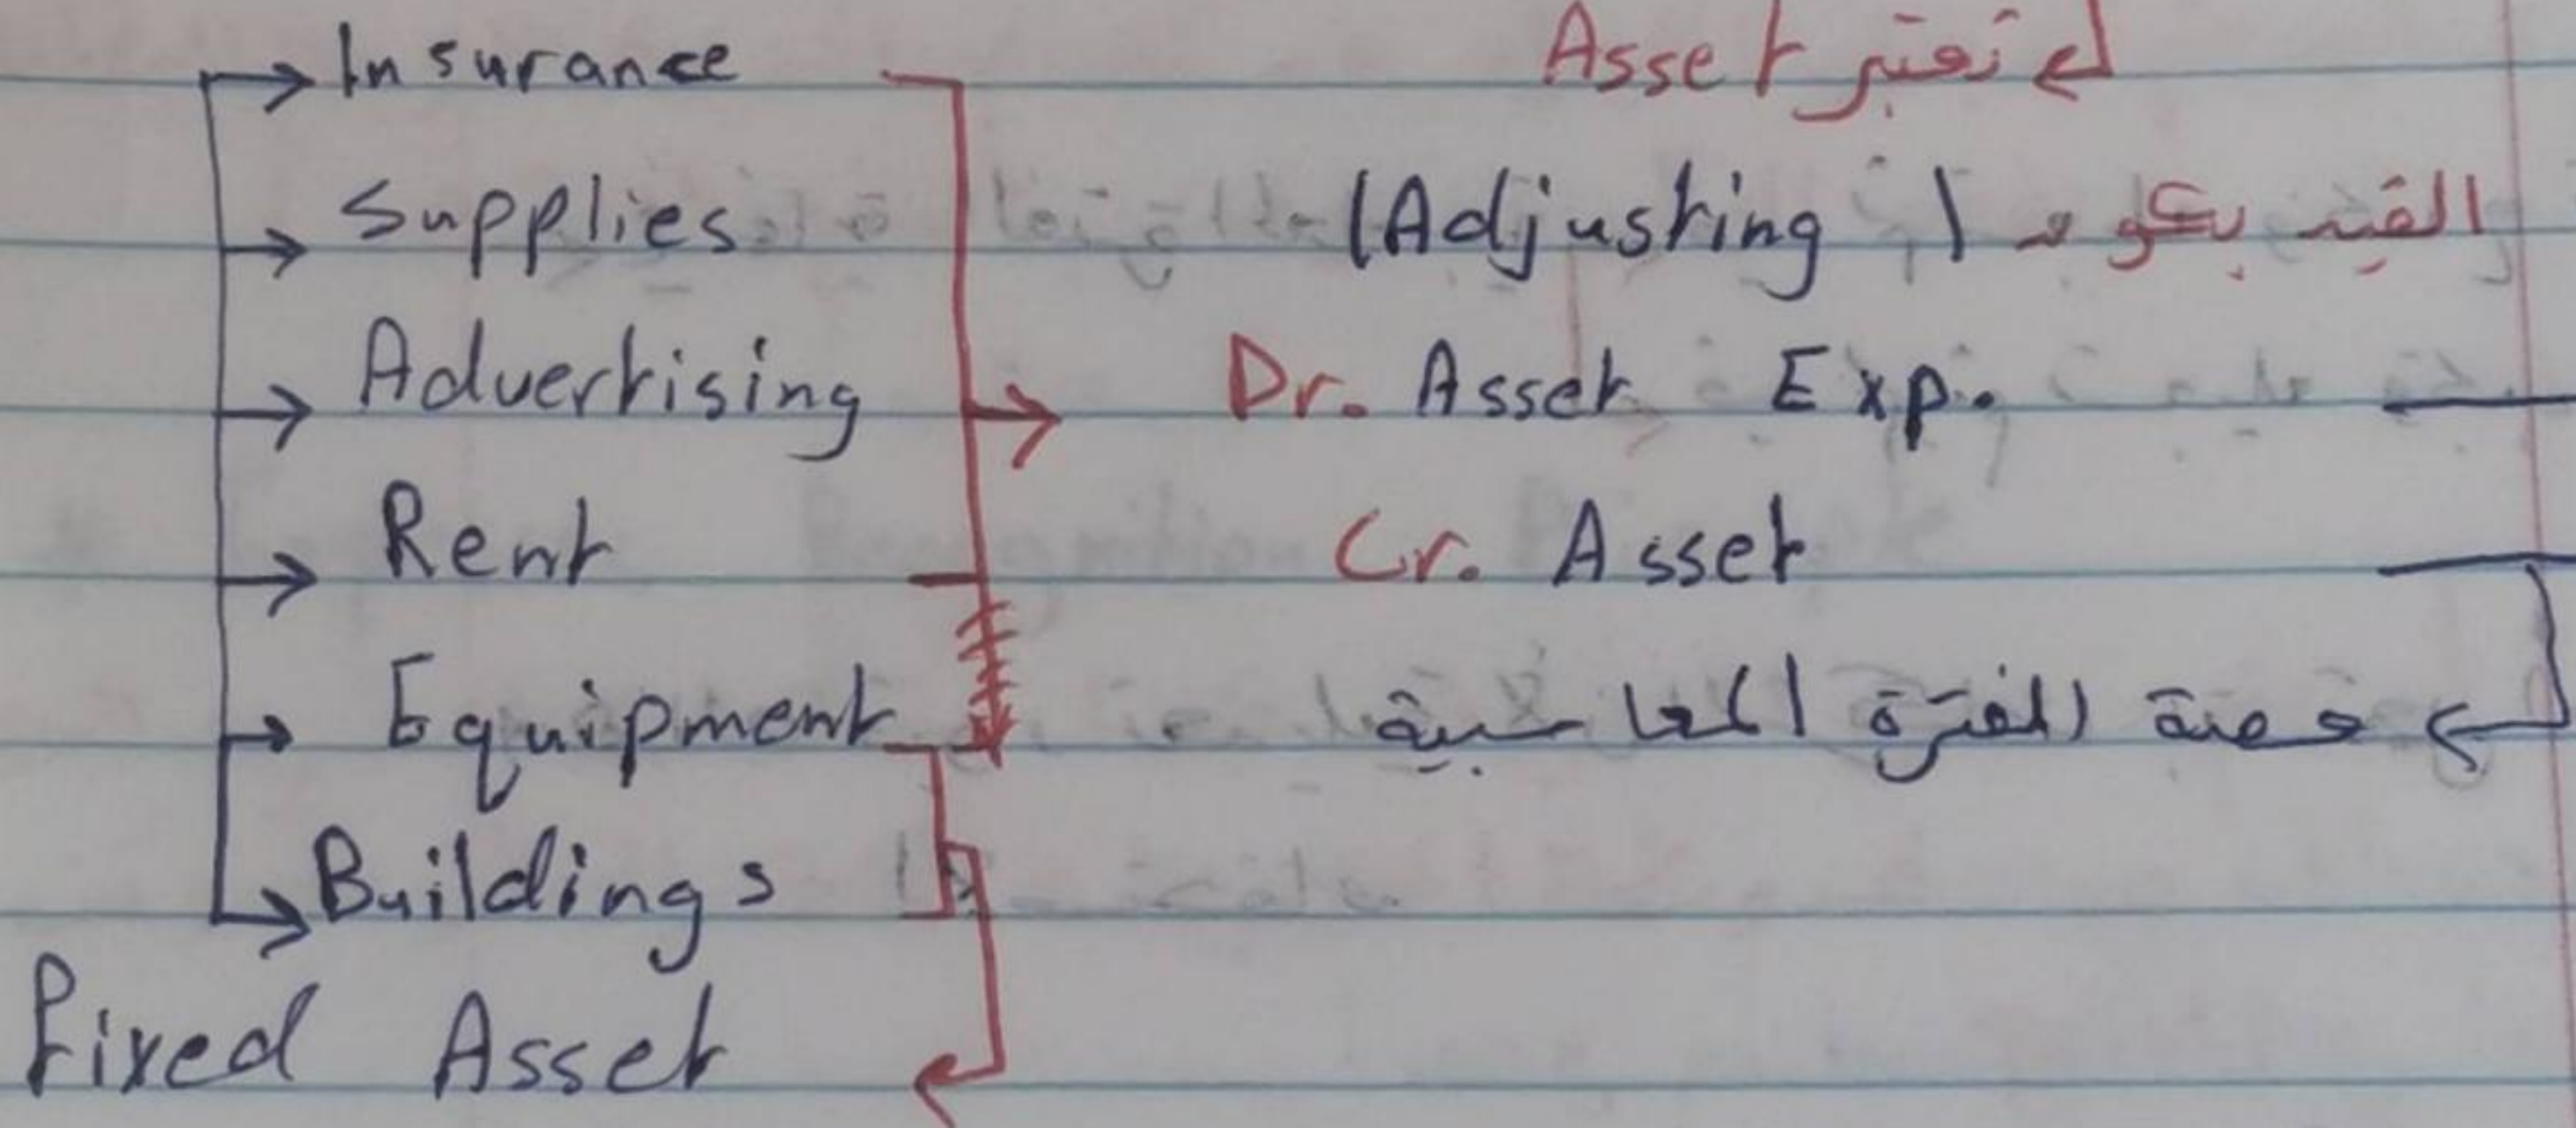 Insurance
Supplies
Advertising
Rent
Equipment
Buildings
Fixed Asset
تعتبر Asset
القيد بكون (Adjusting)
Dr. Asset Exp.
Cr. Asset
حصة الفترة المحاسبية